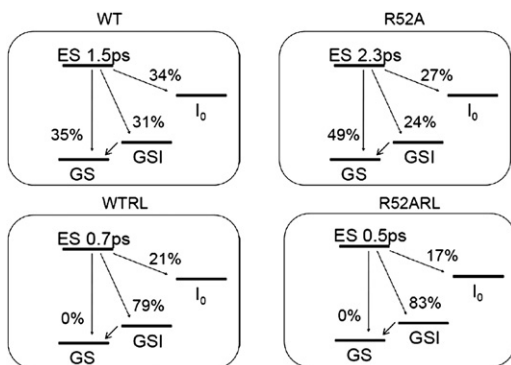 WT
ES 1.5ps
34%
I₀
31%
35%
GSI
GS
R52A
ES 2.3ps
27%
I₀
24%
49%
GSI
GS
WTRL
ES 0.7ps
21%
I₀
79%
0%
GSI
GS
R52ARL
ES 0.5ps
17%
I₀
83%
0%
GSI
GS